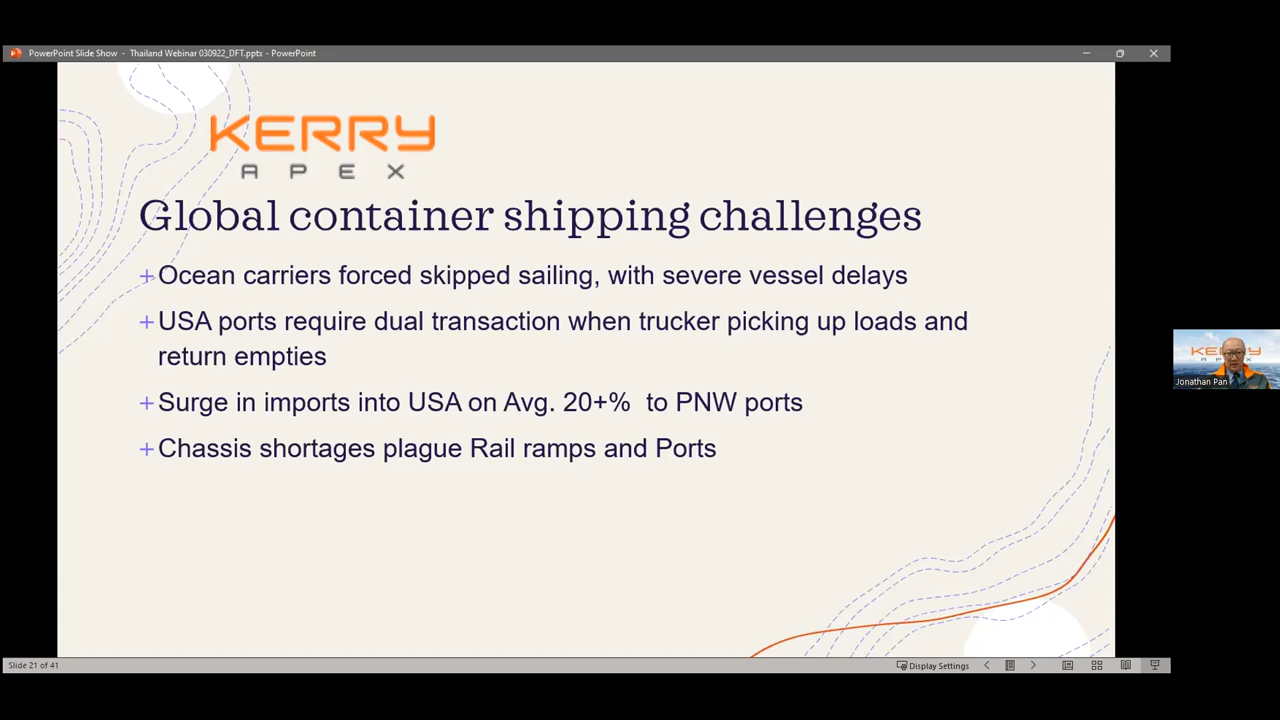 PowerPoint Slide Show - Thailand Webinar 030922_DFT.pptx - PowerPoint
KERRY
APEX
Global container shipping challenges
+Ocean carriers forced skipped sailing, with severe vessel delays
+USA ports require dual transaction when trucker picking up loads and
return empties
+Surge in imports into USA on Avg. 20+%  to PNW ports
+Chassis shortages plague Rail ramps and Ports
KERRY
APEX
Jonathan Pan
Slide 21 of 41
Display Settings